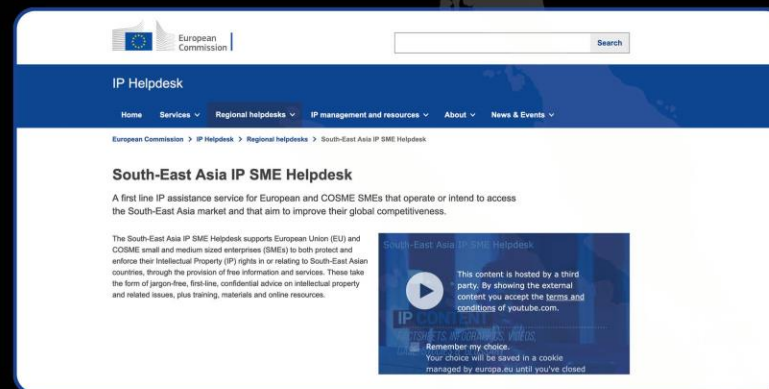 European
Commission
Search
IP Helpdesk
Home Services Regional helpdesks IP management and resources About News & Events
European Commission > IP Helpdesk > Regional helpdesks > South-East Asia IP SME Helpdesk
South-East Asia IP SME Helpdesk
A first line IP assistance service for European and COSME SMEs that operate or intend to access
the South-East Asia market and that aim to improve their global competitiveness.
The South-East Asia IP SME Helpdesk supports European Union (EU) and
COSME small and medium sized enterprises (SMEs) to both protect and
enforce their Intellectual Property (IP) rights in or relating to South-East Asian
countries, through the provision of free information and services. These take
the form of jargon-free, first-line, confidential advice on intellectual property
and related issues, plus training, materials and online resources.
South-East Asia IP SME Helpdesk
This content is hosted by a third
party. By showing the external
content you accept the terms and
conditions of youtube.com.
IP CONTENT
FACTSHEETS, INFOGRAPHICS, VIDEOS,
Remember my choice.
Your choice will be saved in a cookie
managed by europa.eu until you've closed